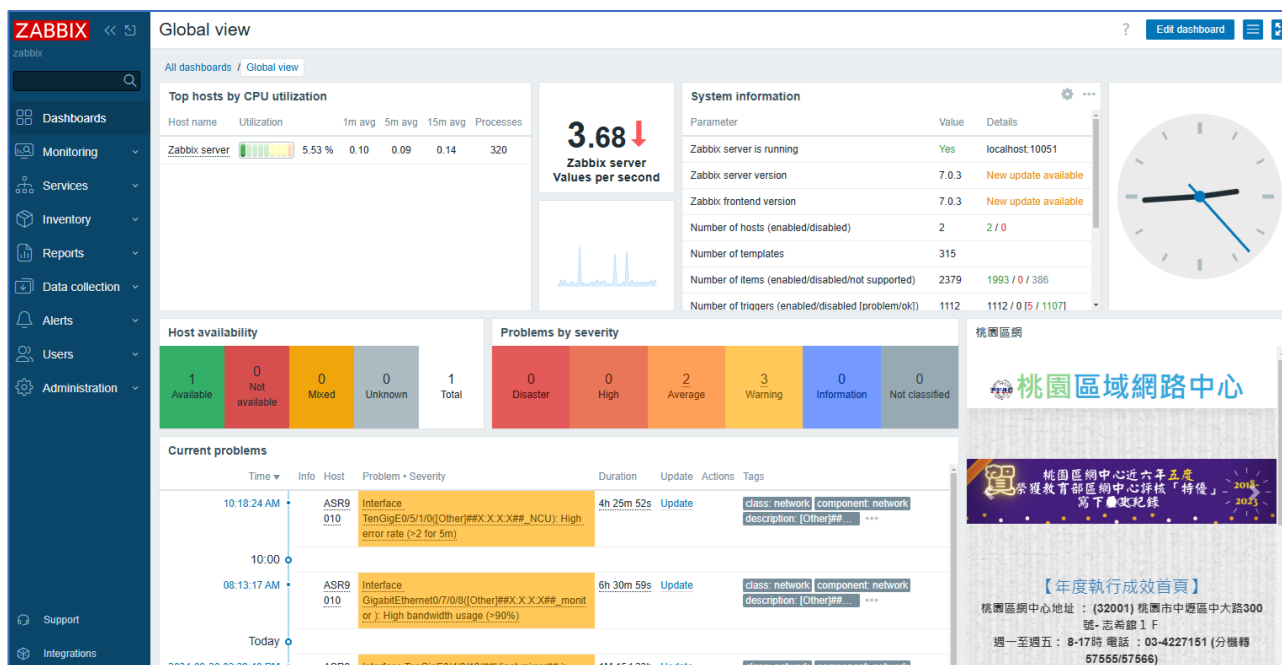 ZABBIX
zabbix
Dashboards
Monitoring
Services
Inventory
Reports
Data collection
Alerts
Users
Administration
Support
Integrations
Global view
?
Edit dashboard
All dashboards / Global view
Top hosts by CPU utilization
Host name Utilization 1m avg 5m avg 15m avg Processes
Zabbix server 5.53 % 0.10 0.09 0.14 320
3.68
Zabbix server
Values per second
System information
Parameter Value Details
Zabbix server is running Yes localhost:10051
Zabbix server version 7.0.3 New update available
Zabbix frontend version 7.0.3 New update available
Number of hosts (enabled/disabled) 2 2 / 0
Number of templates 315
Number of items (enabled/disabled/not supported) 2379 1993 / 0 / 386
Number of triggers (enabled/disabled [problem/ok]) 1112 1112 / 0 [5 / 1107]
Host availability
1 Available
0 Not available
0 Mixed
0 Unknown
1 Total
Problems by severity
0 Disaster
0 High
2 Average
3 Warning
0 Information
0 Not classified
Current problems
Time Info Host Problem • Severity Duration Update Actions Tags
10:18:24 AM ASR9 Interface 4h 25m 52s Update class: network component: network
010 TenGigE0/5/1/0([Other]##X.X.X.X##_NCU): High description: [Other]##...
error rate (>2 for 5m)
10:00
08:13:17 AM ASR9 Interface 6h 30m 59s Update class: network component: network
010 GigabitEthernet0/7/0/8([Other]##X.X.X.X##_monit description: [Other]##...
or ): High bandwidth usage (>90%)
Today
桃園區網
桃園區域網路中心
賀
桃園區網中心近六年五度
榮獲教育部區網中心評核「特優」
寫下
史紀錄
2018-
2023
【年度執行成效首頁】
桃園區網中心地址 : (32001) 桃園市中壢區中大路300
號- 志希館１Ｆ
週一至週五： 8-17時 電話 ：03-4227151 (分機轉
57555/57566)